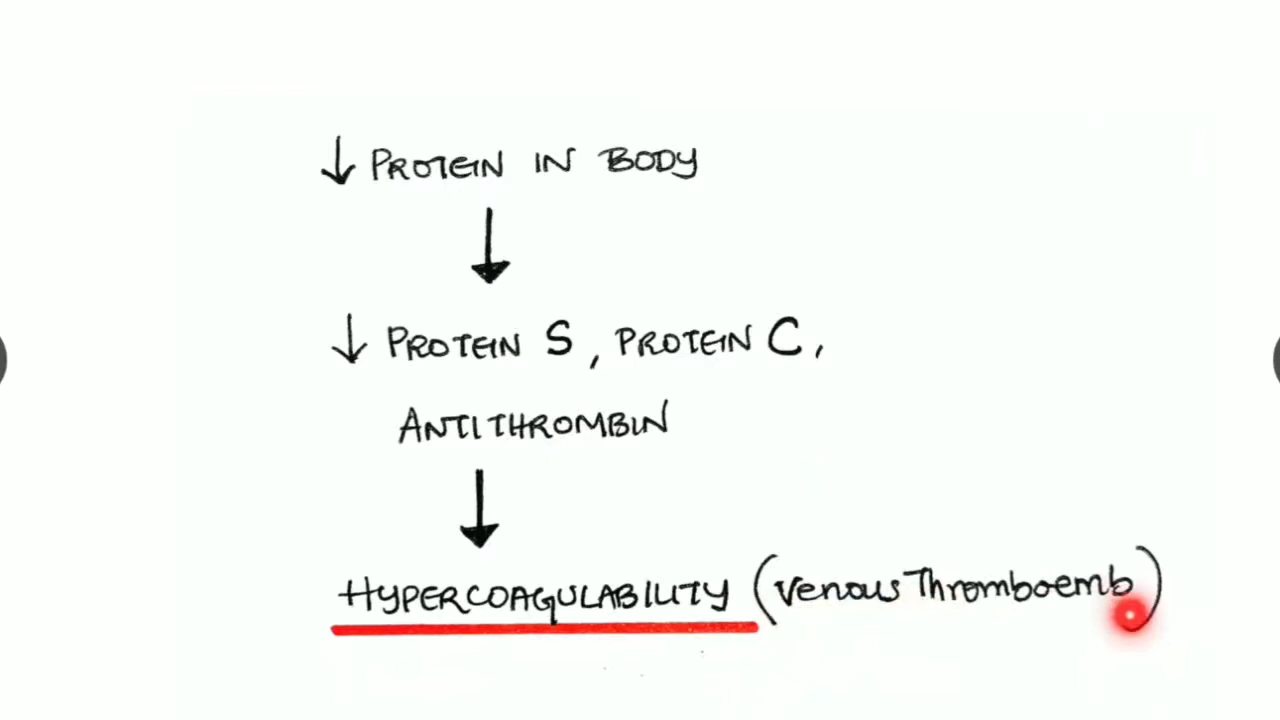 ↓ PROTEIN IN BODY
↓ PROTEIN S, PROTEIN C,
ANTITHROMBIN
HYPERCOAGULABILITY (Venous Thromboemb)